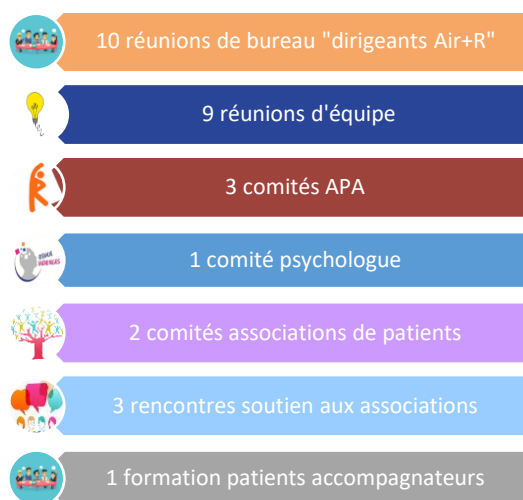 10 réunions de bureau "dirigeants Air+R"
9 réunions d'équipe
3 comités APA
1 comité psychologue
2 comités associations de patients
3 rencontres soutien aux associations
1 formation patients accompagnateurs